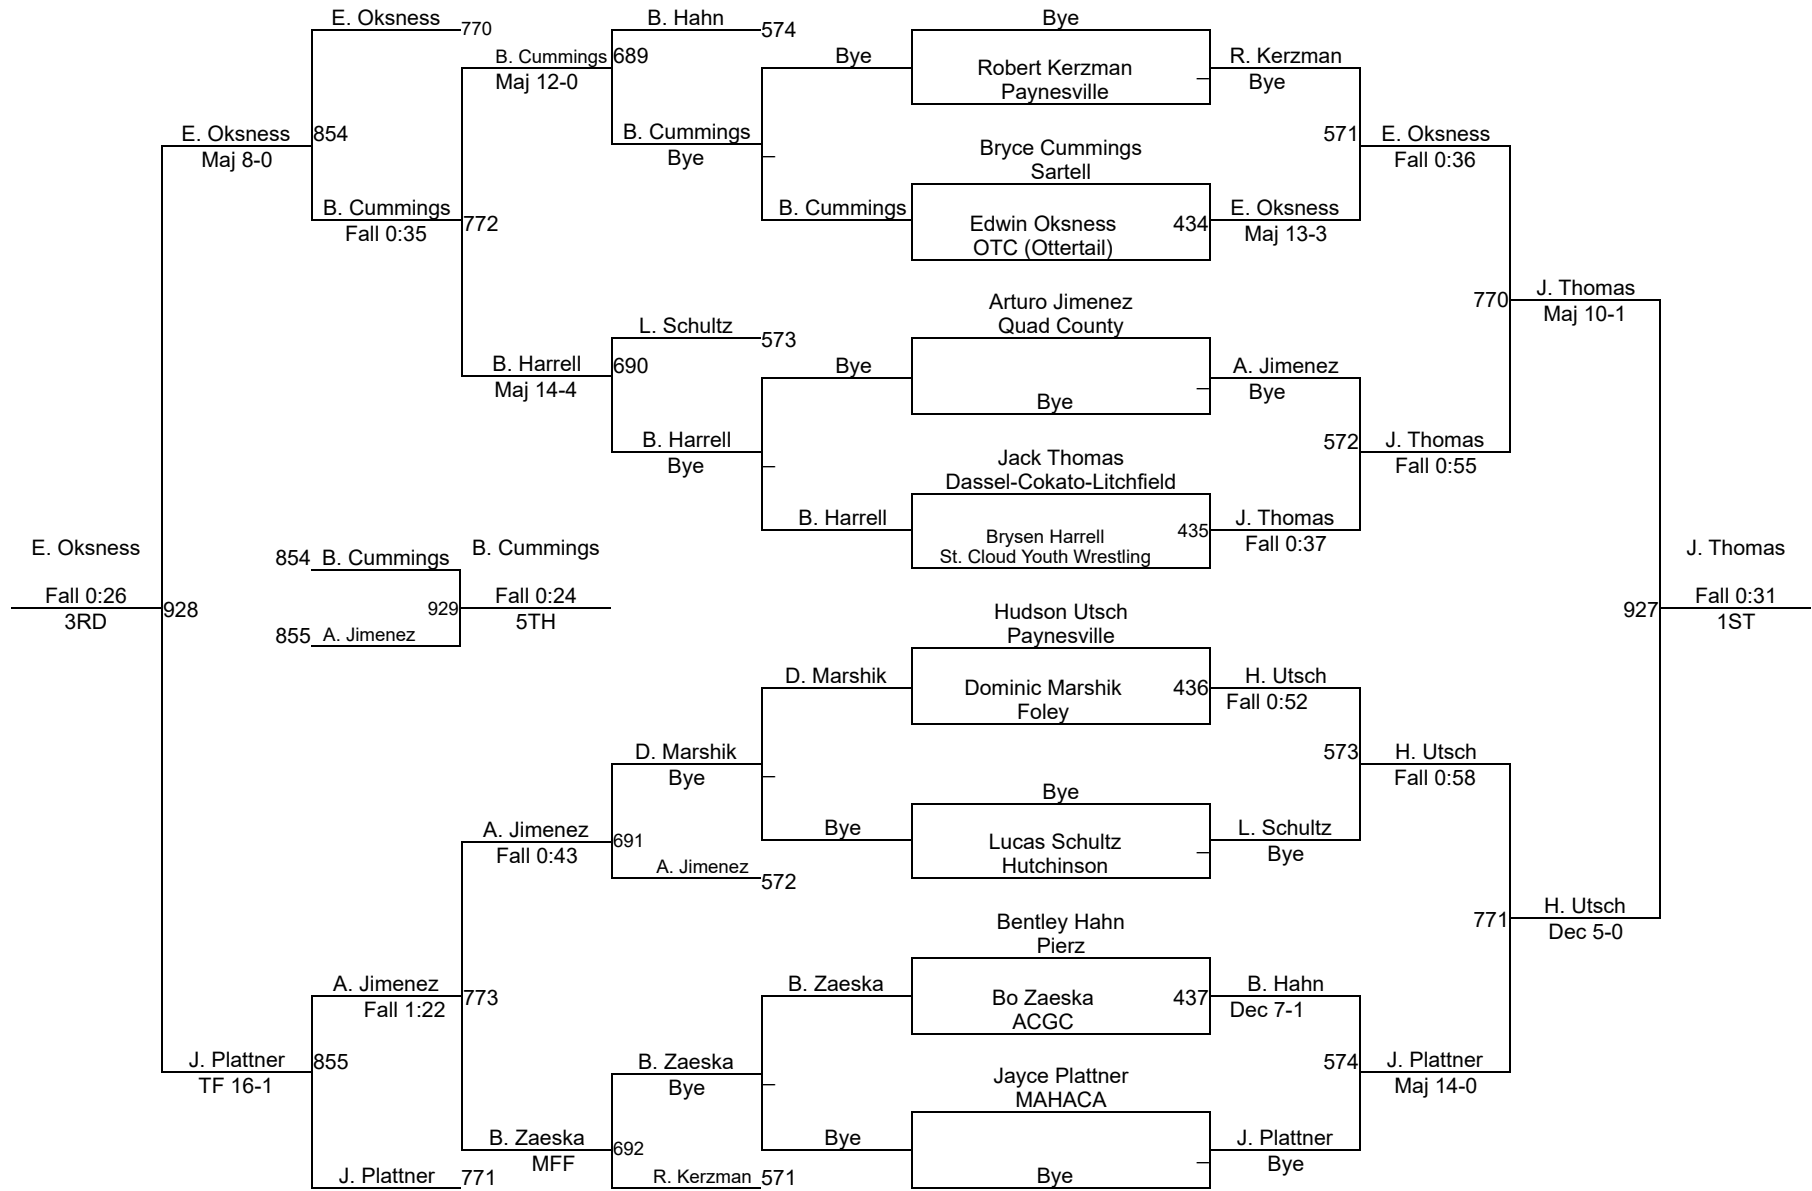 E. Oksness
770
B. Hahn
574
Bye
B. Cummings
689
Maj 12-0
Bye
Robert Kerzman
Paynesville
–
R. Kerzman
Bye
E. Oksness
854
Maj 8-0
B. Cummings
Bye
–
Bryce Cummings
Sartell
571
E. Oksness
Fall 0:36
B. Cummings
Fall 0:35
772
B. Cummings
Edwin Oksness
OTC (Ottertail)
434
E. Oksness
Maj 13-3
Arturo Jimenez
Quad County
770
J. Thomas
Maj 10-1
L. Schultz
573
B. Harrell
690
Maj 14-4
Bye
Bye
–
A. Jimenez
Bye
B. Harrell
Bye
–
Jack Thomas
Dassel-Cokato-Litchfield
572
J. Thomas
Fall 0:55
B. Harrell
Brysen Harrell
St. Cloud Youth Wrestling
435
J. Thomas
Fall 0:37
E. Oksness
Fall 0:26
3RD
928
854
B. Cummings
855
A. Jimenez
929
B. Cummings
Fall 0:24
5TH
Hudson Utsch
Paynesville
927
J. Thomas
Fall 0:31
1ST
D. Marshik
Dominic Marshik
Foley
436
H. Utsch
Fall 0:52
D. Marshik
Bye
–
573
H. Utsch
Fall 0:58
A. Jimenez
Fall 0:43
691
A. Jimenez
572
Bye
Bye
Lucas Schultz
Hutchinson
–
L. Schultz
Bye
Bentley Hahn
Pierz
771
H. Utsch
Dec 5-0
A. Jimenez
Fall 1:22
773
B. Zaeska
Bo Zaeska
ACGC
437
B. Hahn
Dec 7-1
J. Plattner
TF 16-1
855
B. Zaeska
Bye
–
Jayce Plattner
MAHACA
574
J. Plattner
Maj 14-0
B. Zaeska
MFF
692
Bye
Bye
–
J. Plattner
Bye
J. Plattner
771
R. Kerzman
571